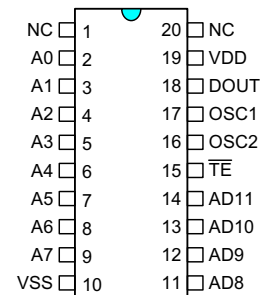 NC 1 20 NC
A0 2 19 VDD
A1 3 18 DOUT
A2 4 17 OSC1
A3 5 16 OSC2
A4 6 15 T̅E̅
A5 7 14 AD11
A6 8 13 AD10
A7 9 12 AD9
VSS 10 11 AD8